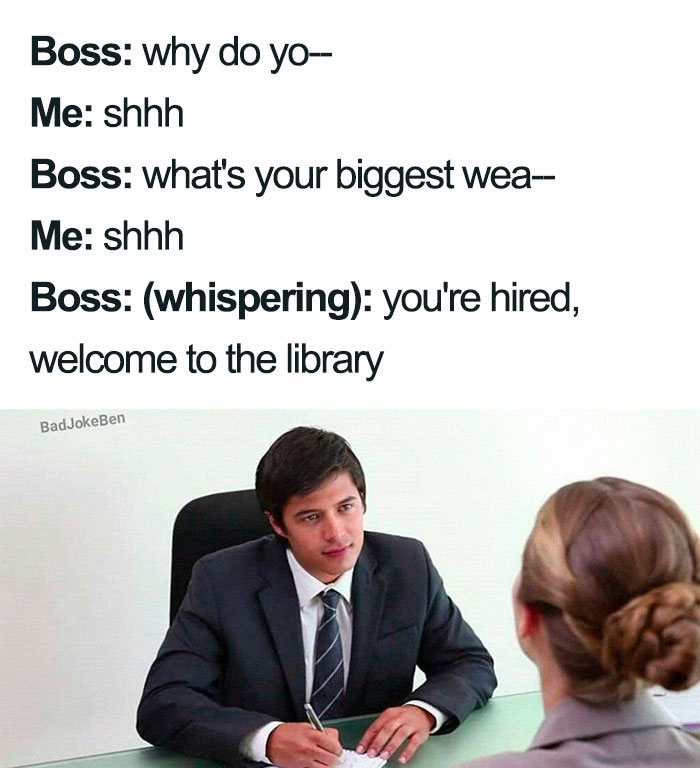 Boss: why do yo--
Me: shhh
Boss: what's your biggest wea--
Me: shhh
Boss: (whispering): you're hired,
welcome to the library
BadJokeBen